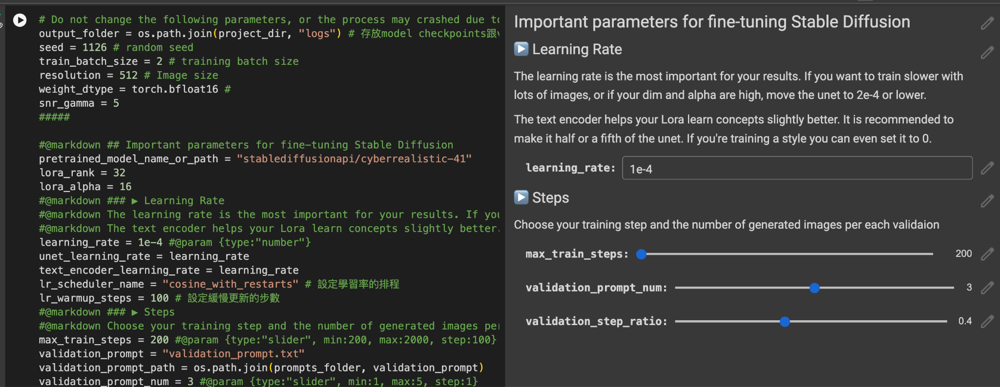 # Do not change the following parameters, or the process may crashed due to
output_folder = os.path.join(project_dir, "logs") # 存放model checkpoints跟
seed = 1126 # random seed
train_batch_size = 2 # training batch size
resolution = 512 # Image size
weight_dtype = torch.bfloat16 #
snr_gamma = 5
#####
#@markdown ## Important parameters for fine-tuning Stable Diffusion
pretrained_model_name_or_path = "stablediffusionapi/cyberrealistic-41"
lora_rank = 32
lora_alpha = 16
#@markdown ### ▶ Learning Rate
#@markdown The learning rate is the most important for your results. If you
#@markdown The text encoder helps your Lora learn concepts slightly better.
learning_rate = 1e-4 #@param {type:"number"}
unet_learning_rate = learning_rate
text_encoder_learning_rate = learning_rate
lr_scheduler_name = "cosine_with_restarts" # 設定學習率的排程
lr_warmup_steps = 100 # 設定緩慢更新的步數
#@markdown ### ▶ Steps
#@markdown Choose your training step and the number of generated images per
max_train_steps = 200 #@param {type:"slider", min:200, max:2000, step:100}
validation_prompt = "validation_prompt.txt"
validation_prompt_path = os.path.join(prompts_folder, validation_prompt)
validation_prompt_num = 3 #@param {type:"slider", min:1, max:5, step:1}
Important parameters for fine-tuning Stable Diffusion
▶ Learning Rate
The learning rate is the most important for your results. If you want to train slower with
lots of images, or if your dim and alpha are high, move the unet to 2e-4 or lower.
The text encoder helps your Lora learn concepts slightly better. It is recommended to
make it half or a fifth of the unet. If you're training a style you can even set it to 0.
learning_rate: 1e-4
▶ Steps
Choose your training step and the number of generated images per each validaion
max_train_steps: 200
validation_prompt_num: 3
validation_step_ratio: 0.4